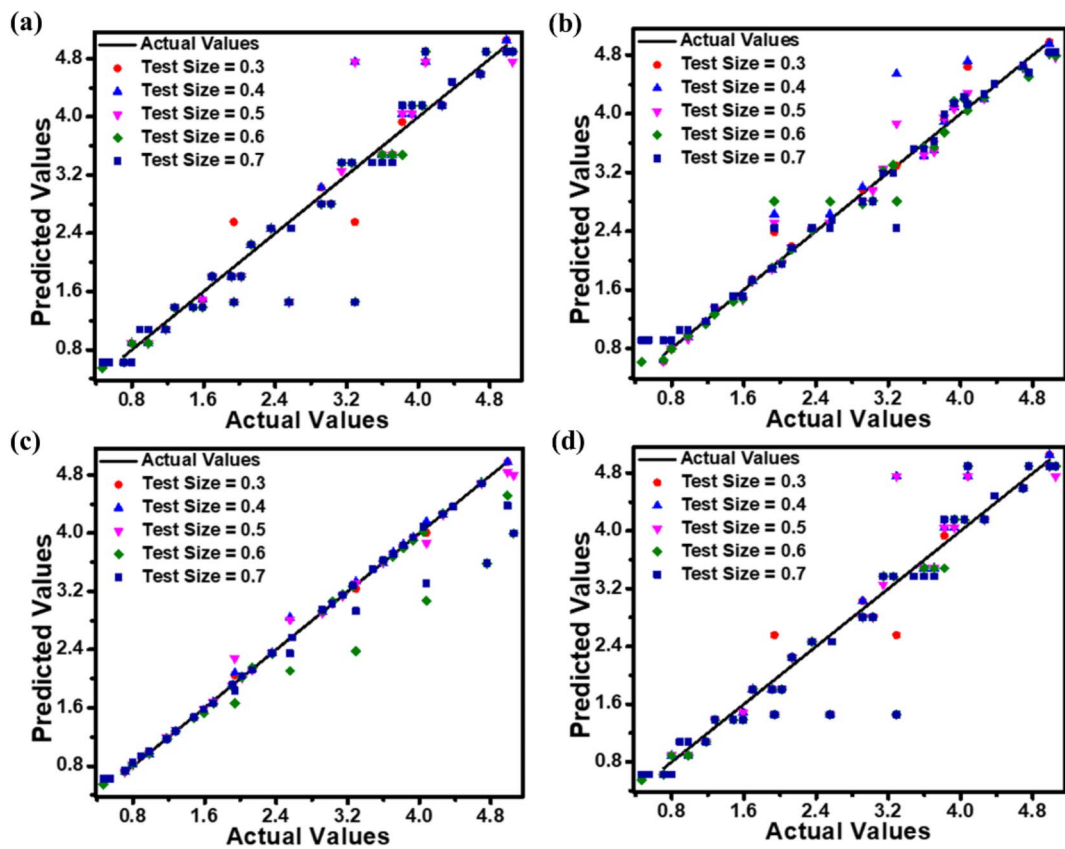 (a)
4.8
4.0
3.2
2.4
1.6
0.8
Predicted Values
Actual Values
Test Size = 0.3
Test Size = 0.4
Test Size = 0.5
Test Size = 0.6
Test Size = 0.7
0.8 1.6 2.4 3.2 4.0 4.8
Actual Values
(b)
4.8
4.0
3.2
2.4
1.6
0.8
Predicted Values
Actual Values
Test Size = 0.3
Test Size = 0.4
Test Size = 0.5
Test Size = 0.6
Test Size = 0.7
0.8 1.6 2.4 3.2 4.0 4.8
Actual Values
(c)
4.8
4.0
3.2
2.4
1.6
0.8
Predicted Values
Actual Values
Test Size = 0.3
Test Size = 0.4
Test Size = 0.5
Test Size = 0.6
Test Size = 0.7
0.8 1.6 2.4 3.2 4.0 4.8
Actual Values
(d)
4.8
4.0
3.2
2.4
1.6
0.8
Predicted Values
Actual Values
Test Size = 0.3
Test Size = 0.4
Test Size = 0.5
Test Size = 0.6
Test Size = 0.7
0.8 1.6 2.4 3.2 4.0 4.8
Actual Values